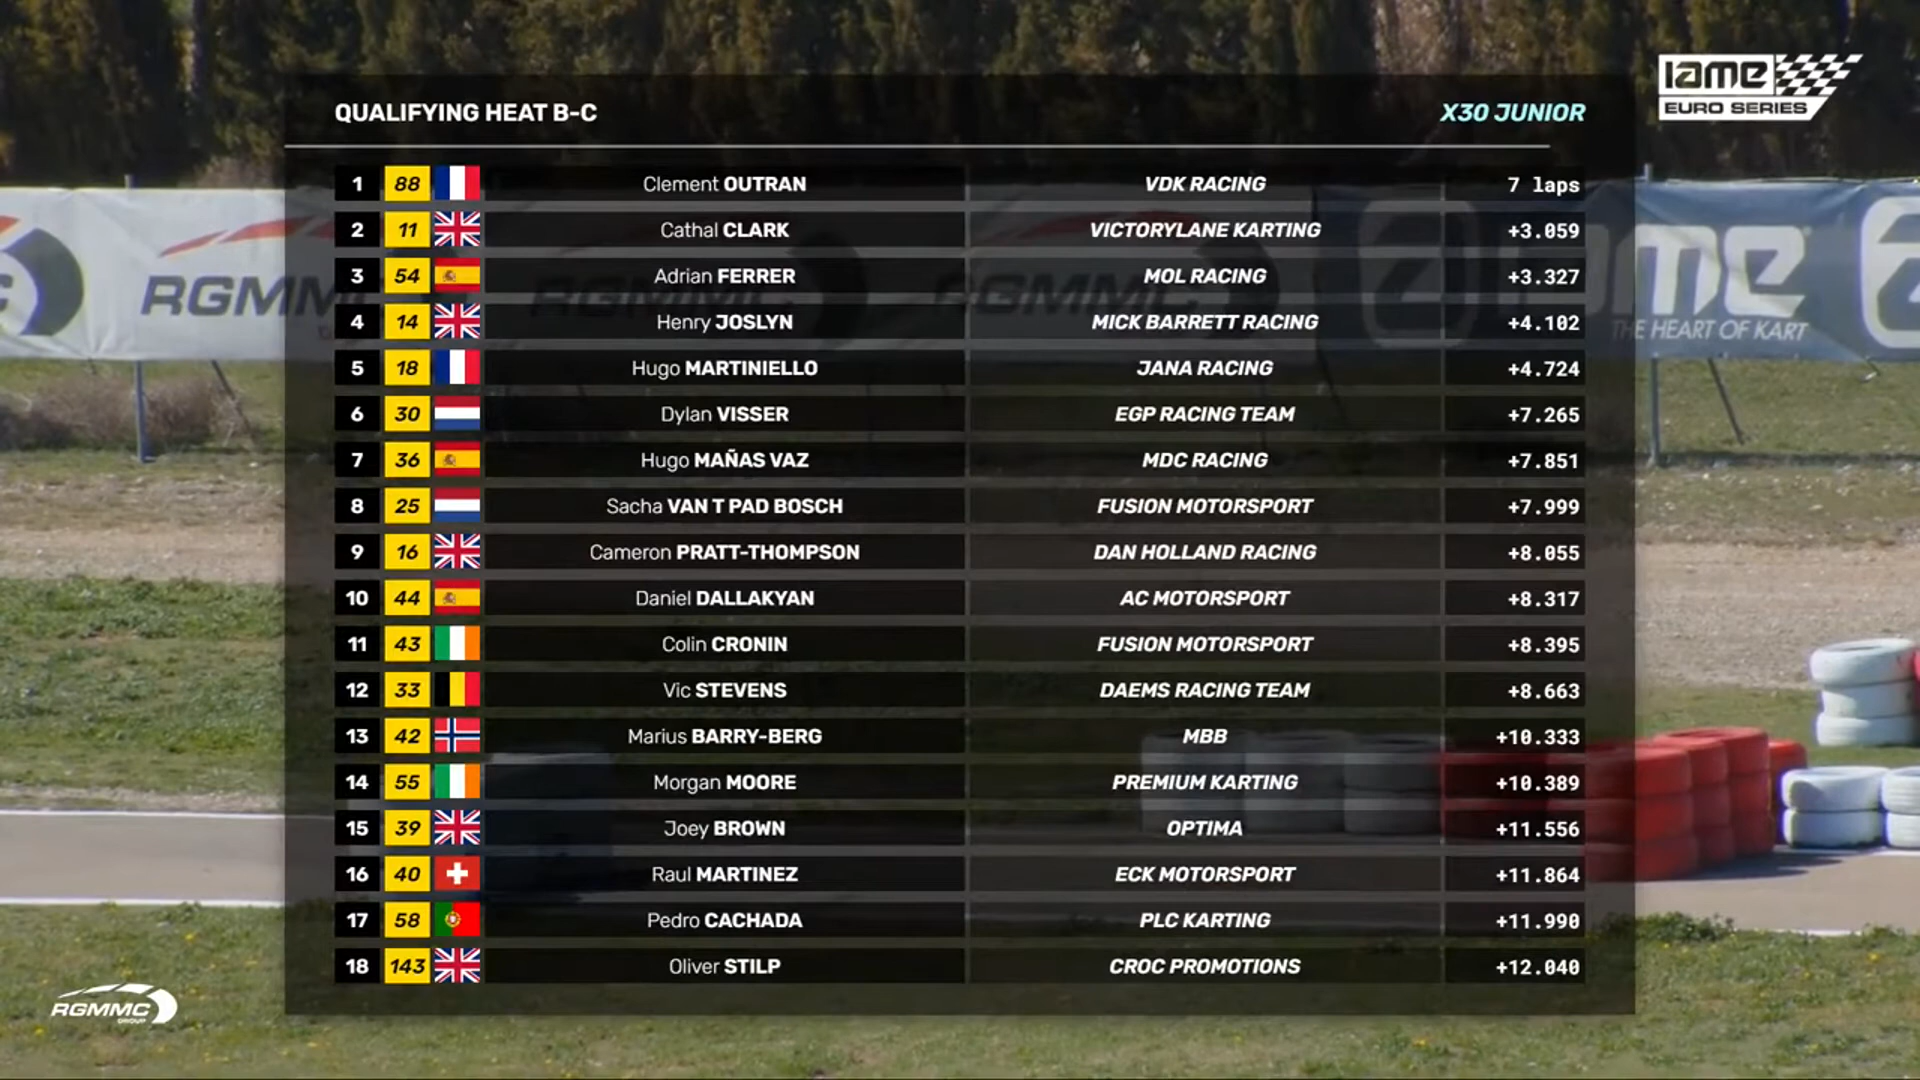 iame
EURO SERIES
QUALIFYING HEAT B-C X30 JUNIOR
1 88 Clement OUTRAN VDK RACING 7 laps
2 11 Cathal CLARK VICTORYLANE KARTING +3.059
3 54 Adrian FERRER MOL RACING +3.327
4 14 Henry JOSLYN MICK BARRETT RACING +4.102
5 18 Hugo MARTINIELLO JANA RACING +4.724
6 30 Dylan VISSER EGP RACING TEAM +7.265
7 36 Hugo MAÑAS VAZ MDC RACING +7.851
8 25 Sacha VAN T PAD BOSCH FUSION MOTORSPORT +7.999
9 16 Cameron PRATT-THOMPSON DAN HOLLAND RACING +8.055
10 44 Daniel DALLAKYAN AC MOTORSPORT +8.317
11 43 Colin CRONIN FUSION MOTORSPORT +8.395
12 33 Vic STEVENS DAEMS RACING TEAM +8.663
13 42 Marius BARRY-BERG MBB +10.333
14 55 Morgan MOORE PREMIUM KARTING +10.389
15 39 Joey BROWN OPTIMA +11.556
16 40 Raul MARTINEZ ECK MOTORSPORT +11.864
17 58 Pedro CACHADA PLC KARTING +11.990
18 143 Oliver STILP CROC PROMOTIONS +12.040
RGMMC
RGMMC
RGMMC
iame
THE HEART OF KART
RGMMC
GROUP